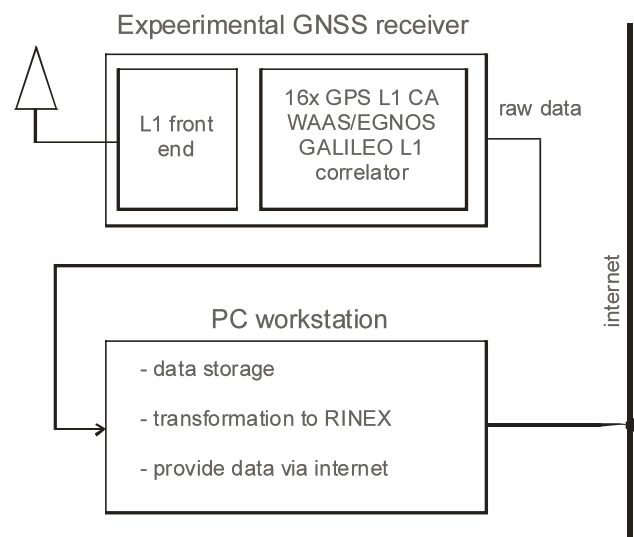 Expeerimental GNSS receiver
L1 front
end
16x GPS L1 CA
WAAS/EGNOS
GALILEO L1
correlator
raw data
internet
PC workstation
- data storage
- transformation to RINEX
- provide data via internet